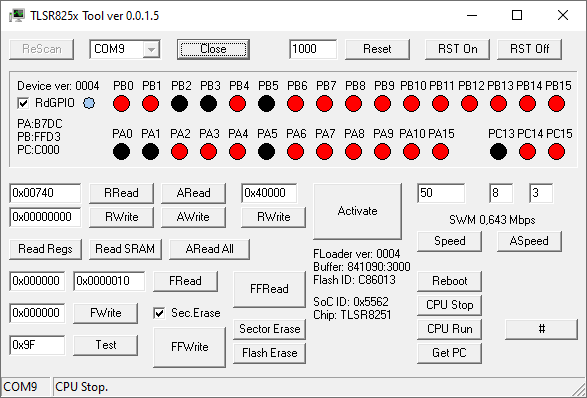 TLSR825x Tool ver 0.0.1.5
ReScan COM9 Close 1000 Reset RST On RST Off
Device ver: 0004 PB0 PB1 PB2 PB3 PB4 PB5 PB6 PB7 PB8 PB9 PB10 PB11 PB12 PB13 PB14 PB15
RdGPIO
PA:B7DC
PB:FFD3
PC:C000
PA0 PA1 PA2 PA3 PA4 PA5 PA6 PA7 PA8 PA9 PA10 PA15 PC13 PC14 PC15
0x00740 RRead ARead 0x40000 Activate 50 8 3
0x00000000 RWrite AWrite RWrite SWM 0,643 Mbps
Read Regs Read SRAM ARead All Speed ASpeed
FLoader ver: 0004
Buffer: 841090:3000
Flash ID: C86013
0x000000 0x0000010 FRead FFRead Reboot
SoC ID: 0x5562
Chip: TLSR8251
0x000000 FWrite Sec.Erase CPU Stop
Sector Erase CPU Run #
0x9F Test FFWrite Flash Erase Get PC
COM9 CPU Stop.